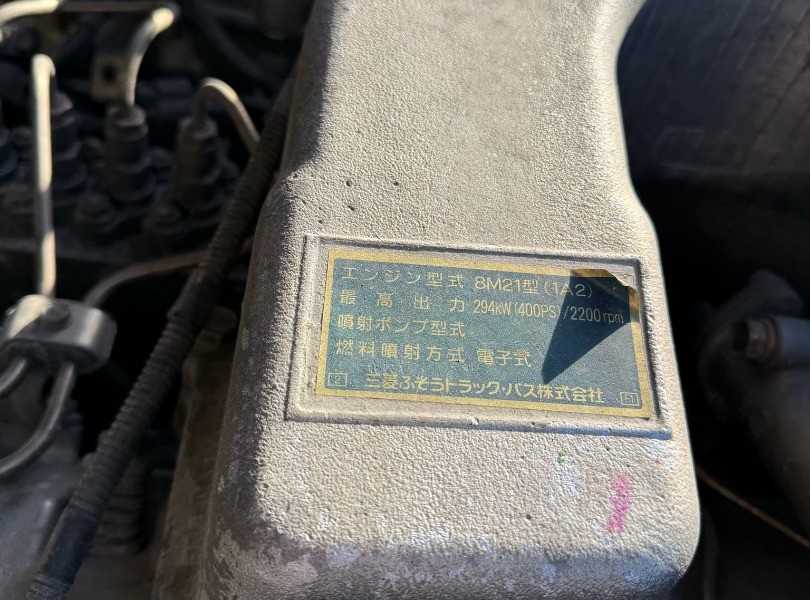 エンジン型式 8M21型(1A2)
最高出力 294kW(400PS)/2200rpm
噴射ポンプ型式
燃料噴射方式 電子式
2 三菱ふそうトラック・バス株式会社